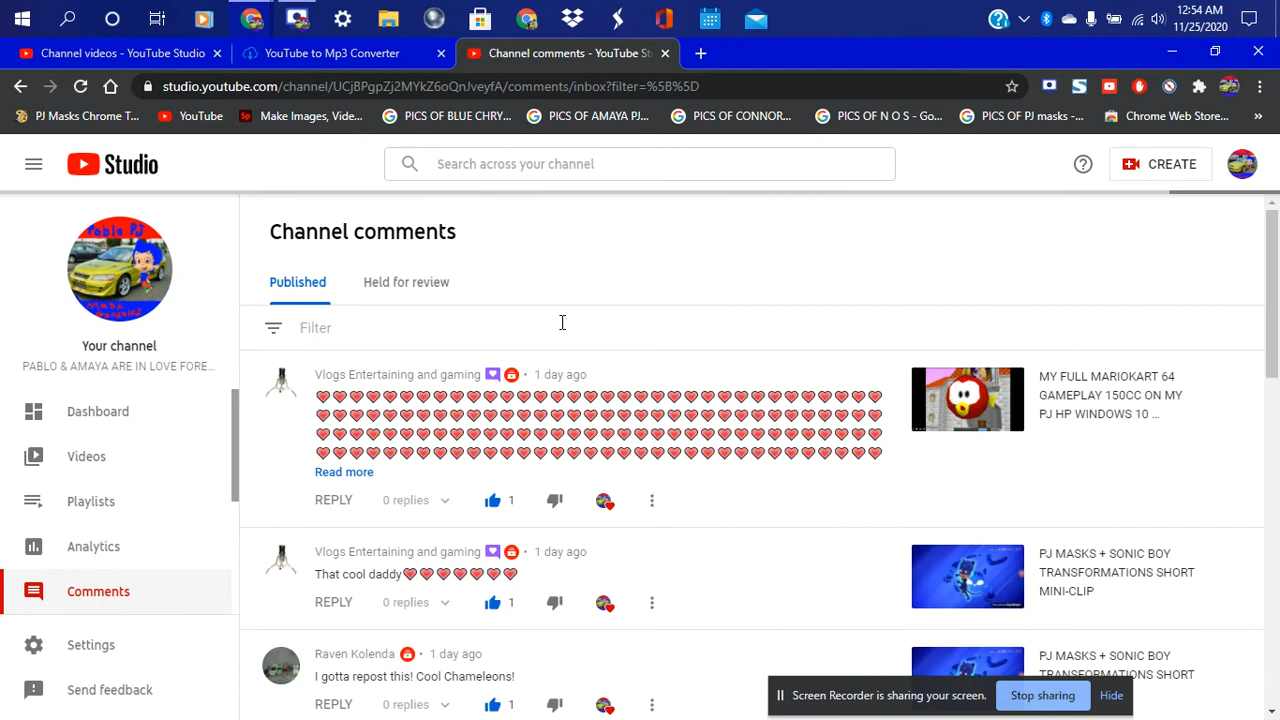 12:54 AM
11/25/2020
Channel videos - YouTube Studio
YouTube to Mp3 Converter
Channel comments - YouTube St
studio.youtube.com/channel/UCjBPgpZj2MYkZ6oQnJveyfA/comments/inbox?filter=%5B%5D
PJ Masks Chrome T...
YouTube
Make Images, Vide...
PICS OF BLUE CHRY...
PICS OF AMAYA PJ...
PICS OF CONNOR...
PICS OF N O S - Go...
PICS OF PJ masks - ...
Chrome Web Store...
Studio
Search across your channel
CREATE
Channel comments
Published
Held for review
Filter
Your channel
PABLO & AMAYA ARE IN LOVE FORE...
Dashboard
Videos
Playlists
Analytics
Comments
Settings
Send feedback
Vlogs Entertaining and gaming • 1 day ago
Read more
REPLY 0 replies 1
MY FULL MARIOKART 64
GAMEPLAY 150CC ON MY
PJ HP WINDOWS 10 ...
Vlogs Entertaining and gaming • 1 day ago
That cool daddy
REPLY 0 replies 1
PJ MASKS + SONIC BOY
TRANSFORMATIONS SHORT
MINI-CLIP
Raven Kolenda • 1 day ago
I gotta repost this! Cool Chameleons!
REPLY 0 replies 1
PJ MASKS + SONIC BOY
TRANSFORMATIONS SHORT
Screen Recorder is sharing your screen.
Stop sharing
Hide